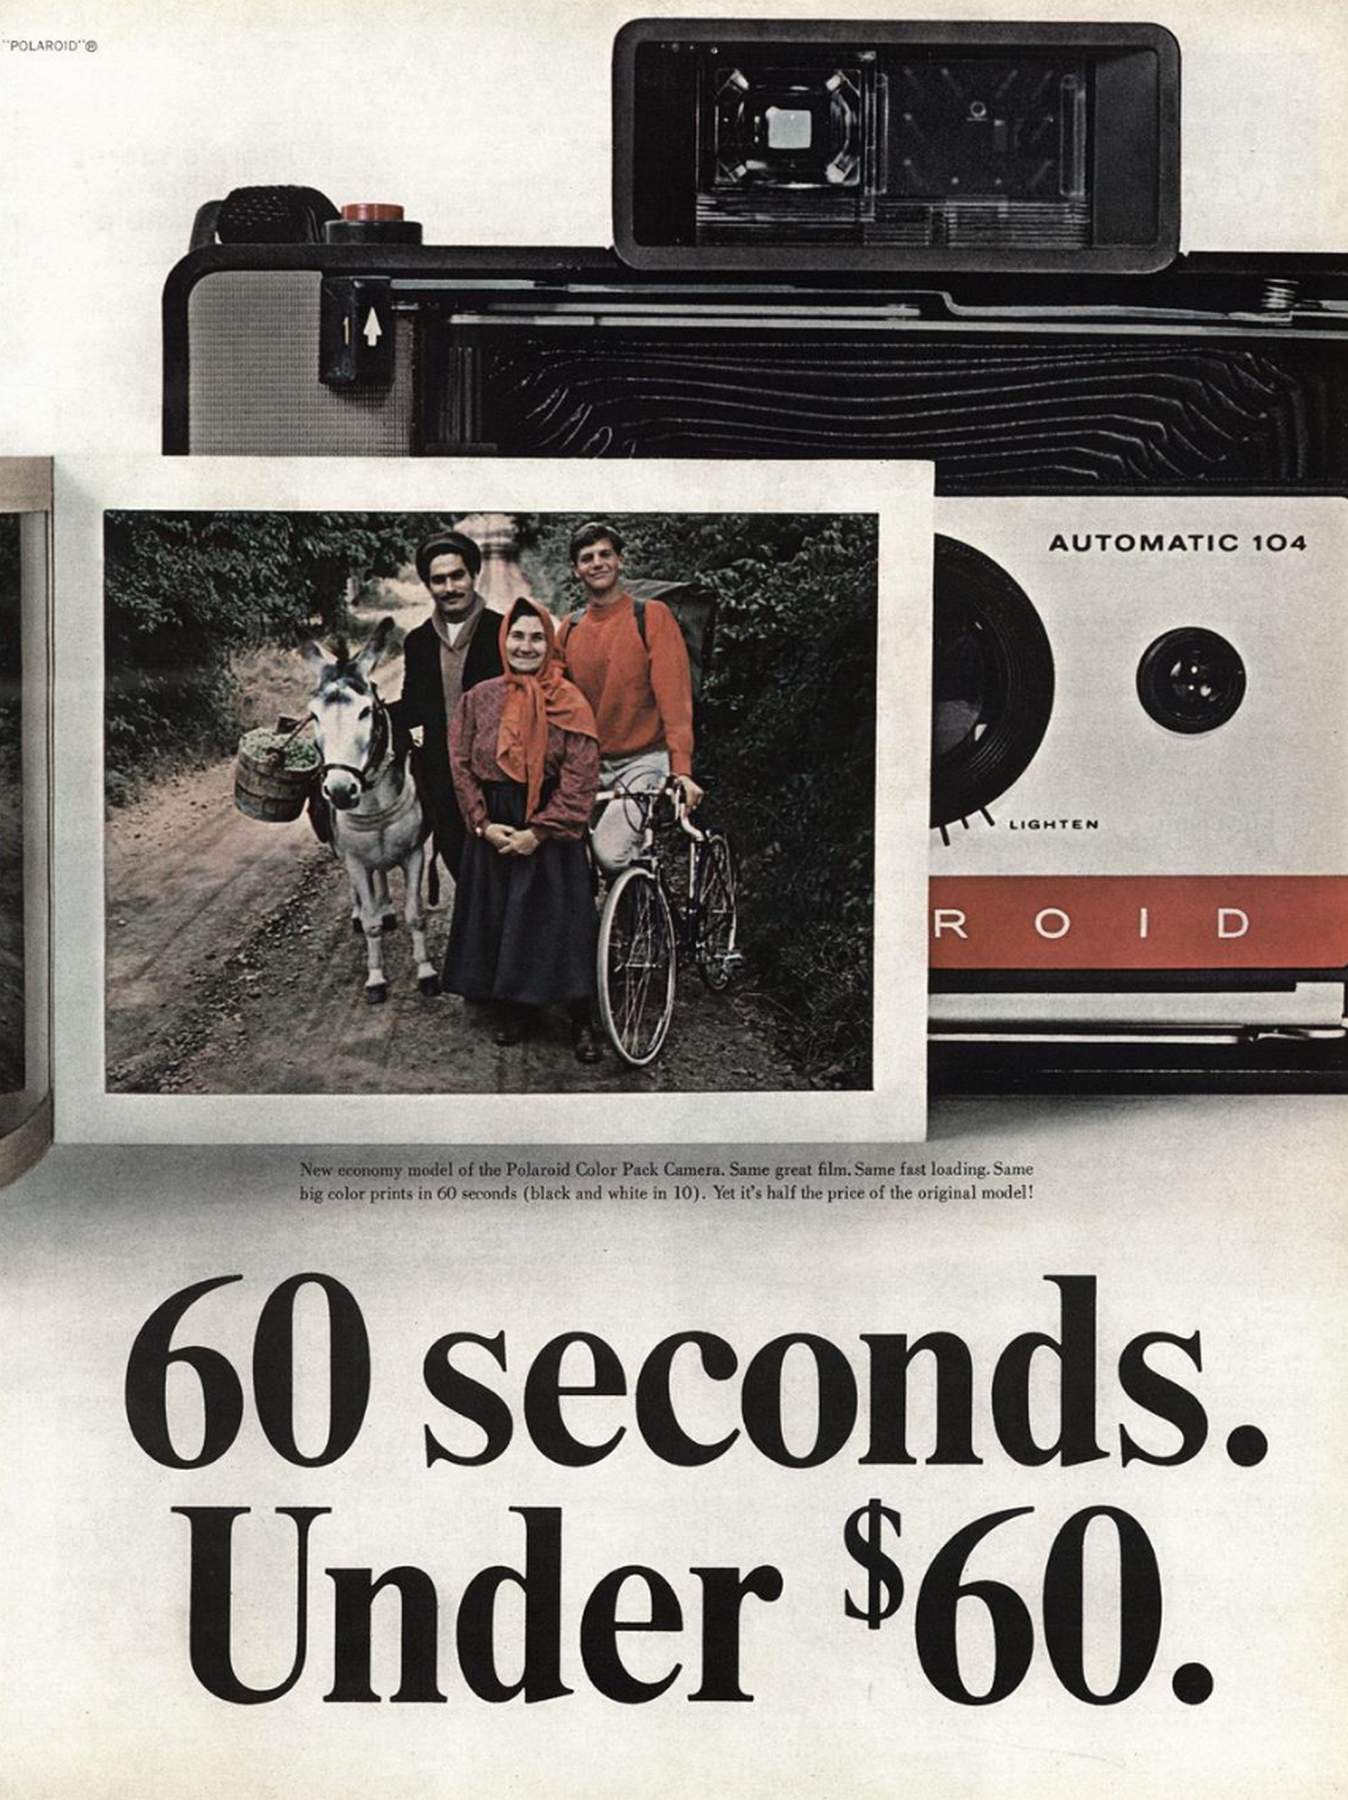 "POLAROID"®
1
AUTOMATIC 104
LIGHTEN
ROID
New economy model of the Polaroid Color Pack Camera. Same great film. Same fast loading. Same
big color prints in 60 seconds (black and white in 10). Yet it's half the price of the original model!
60 seconds.
Under $60.